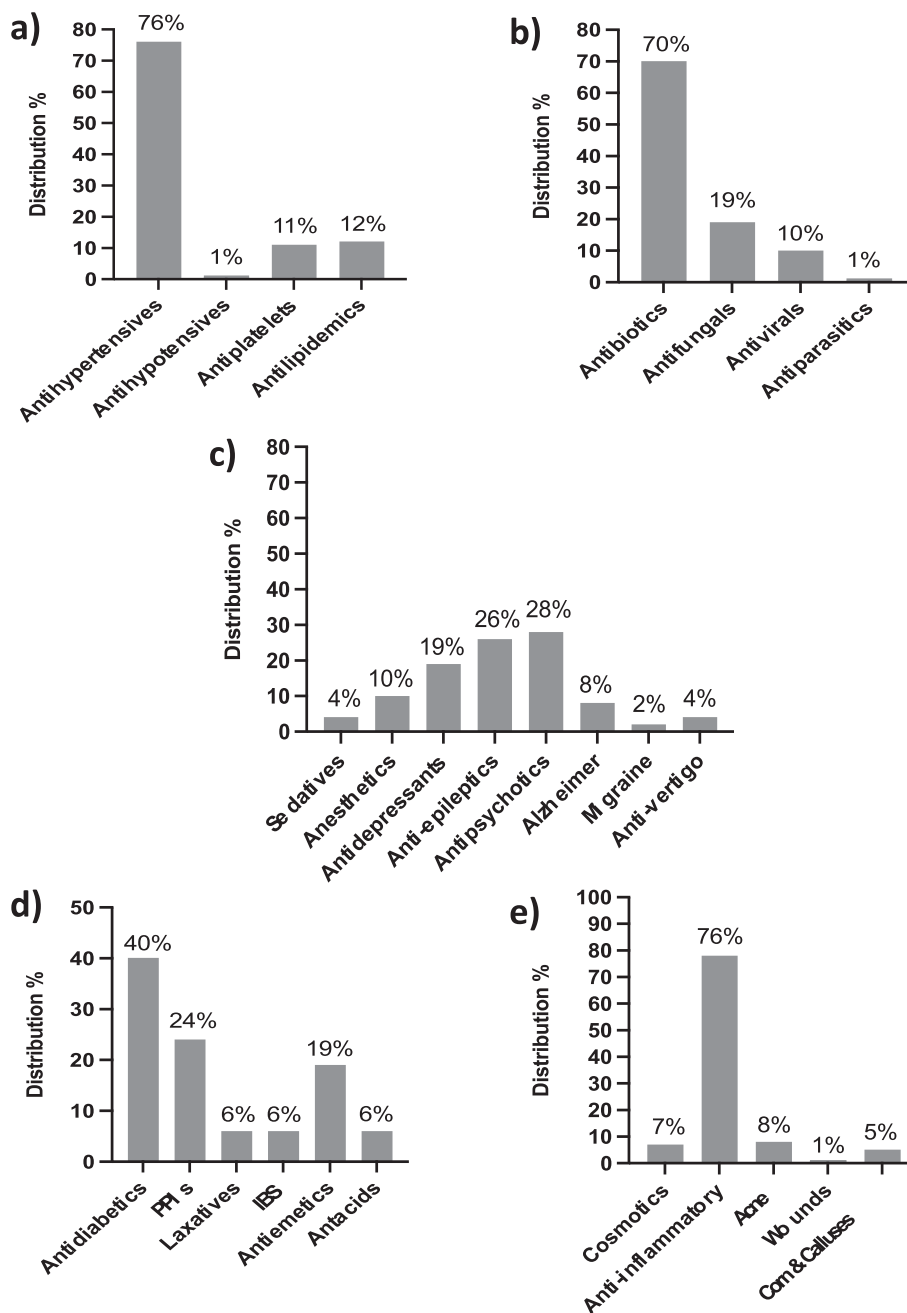 a)
Distribution %
80
70
60
50
40
30
20
10
0
76%
1%
11%
12%
Antihypertensives
Antihypotensives
Antiplatelets
Antilipidemics
b)
Distribution %
80
70
60
50
40
30
20
10
0
70%
19%
10%
1%
Antibiotics
Antifungals
Antivirals
Antiparasitics
c)
Distribution %
80
70
60
50
40
30
20
10
0
4%
10%
19%
26%
28%
8%
2%
4%
Sedatives
Anesthetics
Antidepressants
Anti-epileptics
Antipsychotics
Alzheimer
Migraine
Anti-vertigo
d)
Distribution %
50
40
30
20
10
0
40%
24%
6%
6%
19%
6%
Antidiabetics
PPIs
Laxatives
IBS
Antiemetics
Antacids
e)
Distribution %
100
90
80
70
60
50
40
30
20
10
0
7%
76%
8%
1%
5%
Cosmotics
Anti-inflammatory
Acne
Wounds
Corn&Calluses